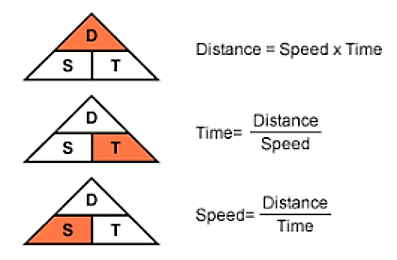 D
S T
Distance = Speed x Time
D
S T
Time= Distance
Speed
D
S T
Speed= Distance
Time